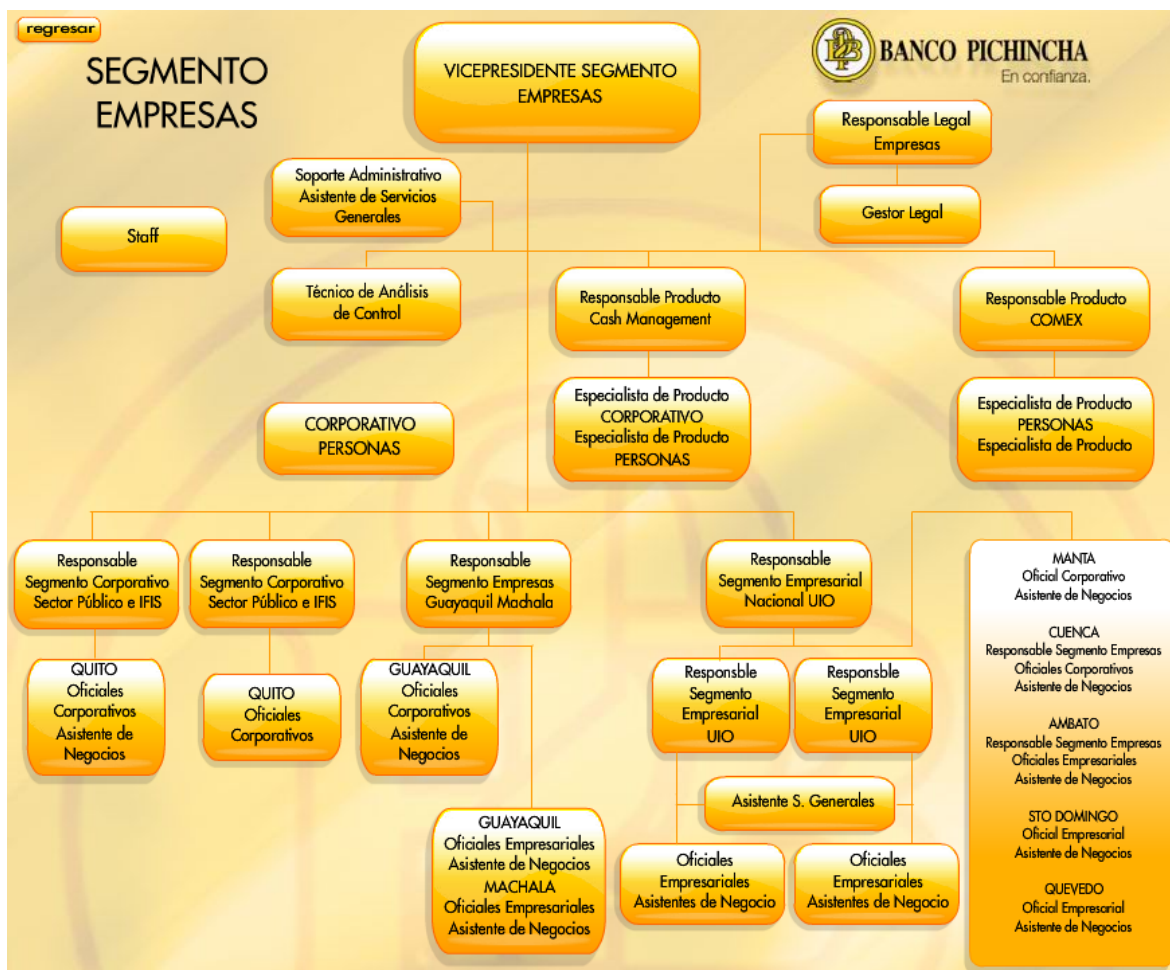 regresar
SEGMENTO
EMPRESAS
VICEPRESIDENTE SEGMENTO
EMPRESAS
BANCO PICHINCHA
En confianza.
Responsable Legal
Empresas
Gestor Legal
Soporte Administrativo
Asistente de Servicios
Generales
Staff
Técnico de Análisis
de Control
Responsable Producto
Cash Management
Responsable Producto
COMEX
CORPORATIVO
PERSONAS
Especialista de Producto
CORPORATIVO
Especialista de Producto
PERSONAS
Especialista de Producto
PERSONAS
Especialista de Producto
Responsable
Segmento Corporativo
Sector Público e IFIS
Responsable
Segmento Corporativo
Sector Público e IFIS
Responsable
Segmento Empresas
Guayaquil Machala
Responsable
Segmento Empresarial
Nacional UIO
QUITO
Oficiales
Corporativos
Asistente de
Negocios
QUITO
Oficiales
Corporativos
GUAYAQUIL
Oficiales
Corporativos
Asistente de
Negocios
GUAYAQUIL
Oficiales Empresariales
Asistente de Negocios
MACHALA
Oficiales Empresariales
Asistente de Negocios
Responsble
Segmento
Empresarial
UIO
Responsble
Segmento
Empresarial
UIO
Asistente S. Generales
Oficiales
Empresariales
Asistentes de Negocio
Oficiales
Empresariales
Asistentes de Negocio
MANTA
Oficial Corporativo
Asistente de Negocios
CUENCA
Responsable Segmento Empresas
Oficiales Corporativos
Asistente de Negocios
AMBATO
Responsable Segmento Empresas
Oficiales Empresariales
Asistente de Negocios
STO DOMINGO
Oficial Empresarial
Asistente de Negocios
QUEVEDO
Oficial Empresarial
Asistente de Negocios